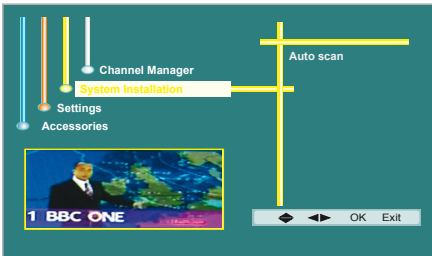 Channel Manager
System Installation
Settings
Accessories
Auto scan
1 BBC ONE
OK Exit